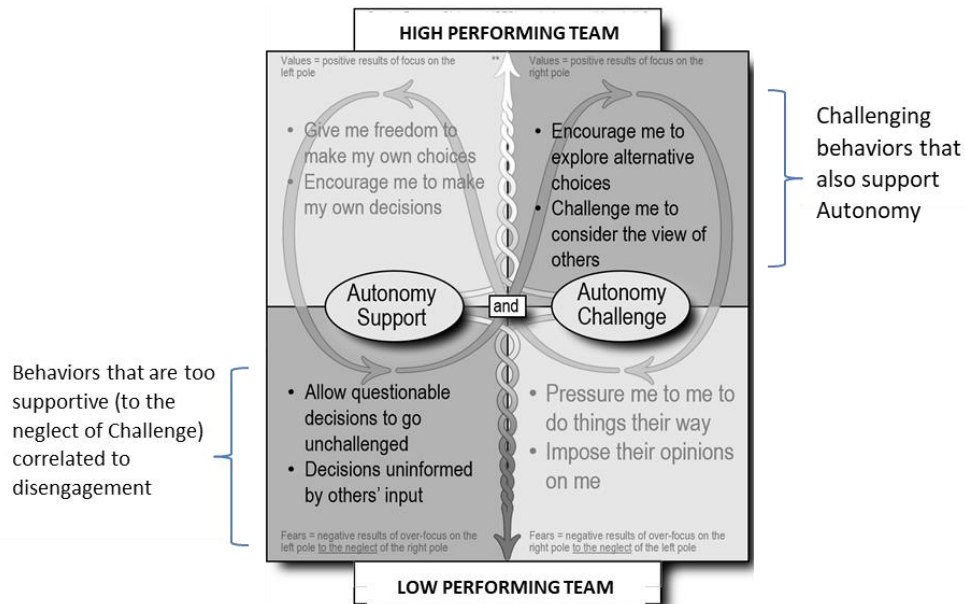 HIGH PERFORMING TEAM
Values = positive results of focus on the
left pole
**
Values = positive results of focus on the
right pole
• Give me freedom to
make my own choices
• Encourage me to make
my own decisions
• Encourage me to
explore alternative
choices
• Challenge me to
consider the view of
others
Challenging
behaviors that
also support
Autonomy
Autonomy
Support
and
Autonomy
Challenge
Behaviors that are too
supportive (to the
neglect of Challenge)
correlated to
disengagement
• Allow questionable
decisions to go
unchallenged
• Decisions uninformed
by others' input
• Pressure me to me to
do things their way
• Impose their opinions
on me
Fears = negative results of over-focus on the
left pole to the neglect of the right pole
Fears = negative results of over-focus on the
right pole to the neglect of the left pole
LOW PERFORMING TEAM